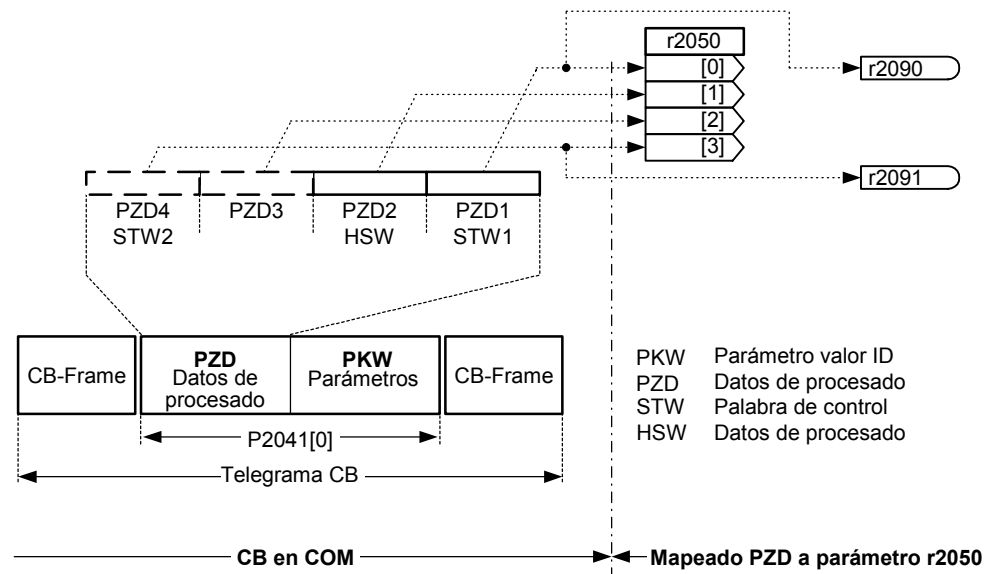 r2050
[0]
[1]
[2]
[3]
r2090
r2091
PZD4 PZD3 PZD2 PZD1
STW2 HSW STW1
CB-Frame
PZD
Datos de
procesado
PKW
Parámetros
CB-Frame
P2041[0]
Telegrama CB
PKW Parámetro valor ID
PZD Datos de procesado
STW Palabra de control
HSW Datos de procesado
CB en COM
Mapeado PZD a parámetro r2050